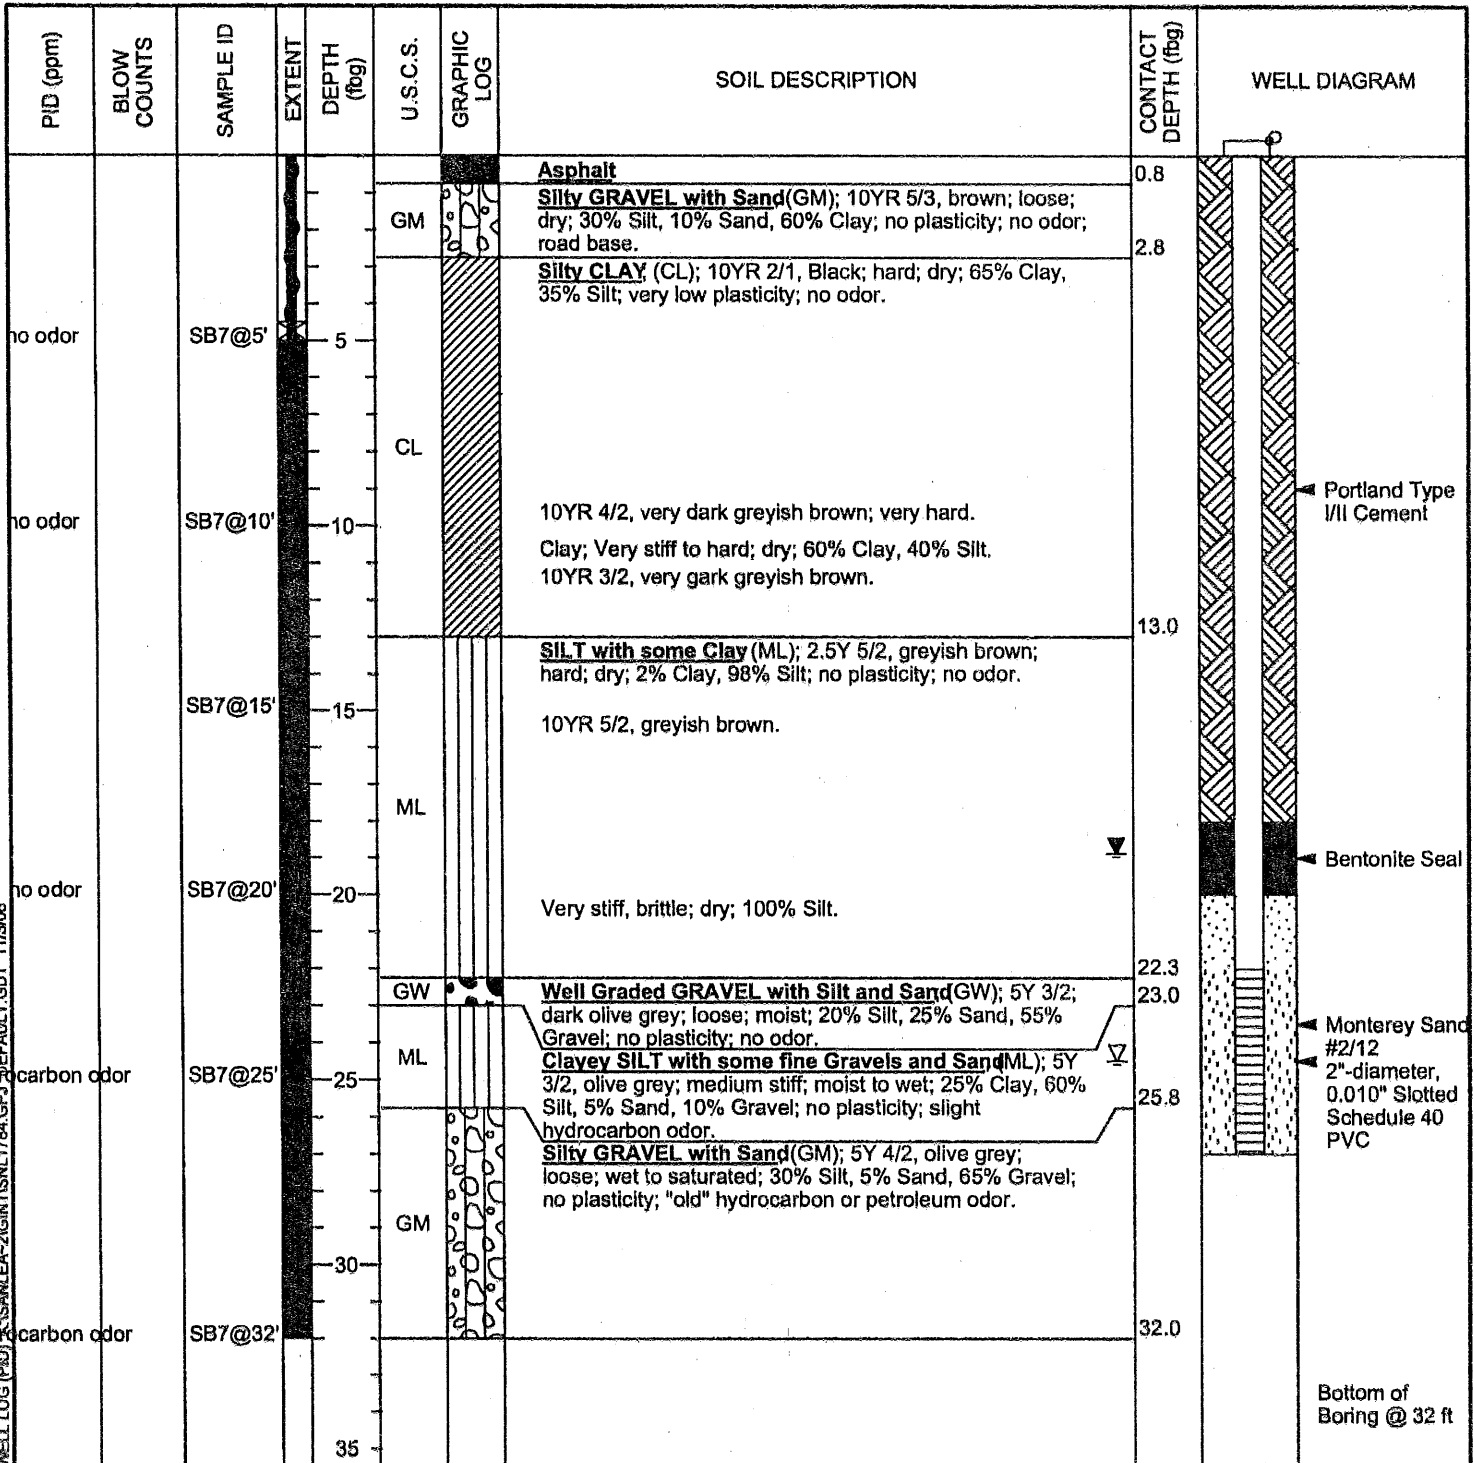 PID (ppm)
BLOW
COUNTS
SAMPLE ID
EXTENT
DEPTH
(fbg)
U.S.C.S.
GRAPHIC
LOG
SOIL DESCRIPTION
CONTACT
DEPTH (fbg)
WELL DIAGRAM
Asphalt
0.8
GM
Silty GRAVEL with Sand(GM); 10YR 5/3, brown; loose;
dry; 30% Silt, 10% Sand, 60% Clay; no plasticity; no odor;
road base.
2.8
Silty CLAY, (CL); 10YR 2/1, Black; hard; dry; 65% Clay,
35% Silt; very low plasticity; no odor.
no odor
SB7@5'
5
CL
no odor
SB7@10'
10
10YR 4/2, very dark greyish brown; very hard.
Clay; Very stiff to hard; dry; 60% Clay, 40% Silt.
10YR 3/2, very gark greyish brown.
Portland Type
I/II Cement
13.0
SILT with some Clay (ML); 2.5Y 5/2, greyish brown;
hard; dry; 2% Clay, 98% Silt; no plasticity; no odor.
SB7@15'
15
10YR 5/2, greyish brown.
ML
Bentonite Seal
no odor
SB7@20'
20
Very stiff, brittle; dry; 100% Silt.
22.3
GW
Well Graded GRAVEL with Silt and Sand(GW); 5Y 3/2;
dark olive grey; loose; moist; 20% Silt, 25% Sand, 55%
Gravel; no plasticity; no odor.
23.0
ML
Clayey SILT with some fine Gravels and Sand(ML); 5Y
3/2, olive grey; medium stiff; moist to wet; 25% Clay, 60%
Silt, 5% Sand, 10% Gravel; no plasticity; slight
hydrocarbon odor.
ocarbon odor
SB7@25'
25
25.8
Monterey Sand
#2/12
2"-diameter,
0.010" Slotted
Schedule 40
PVC
Silty GRAVEL with Sand(GM); 5Y 4/2, olive grey;
loose; wet to saturated; 30% Silt, 5% Sand, 65% Gravel;
no plasticity; "old" hydrocarbon or petroleum odor.
GM
30
ocarbon odor
SB7@32'
32.0
Bottom of
Boring @ 32 ft
35
WELL LOG (PID)